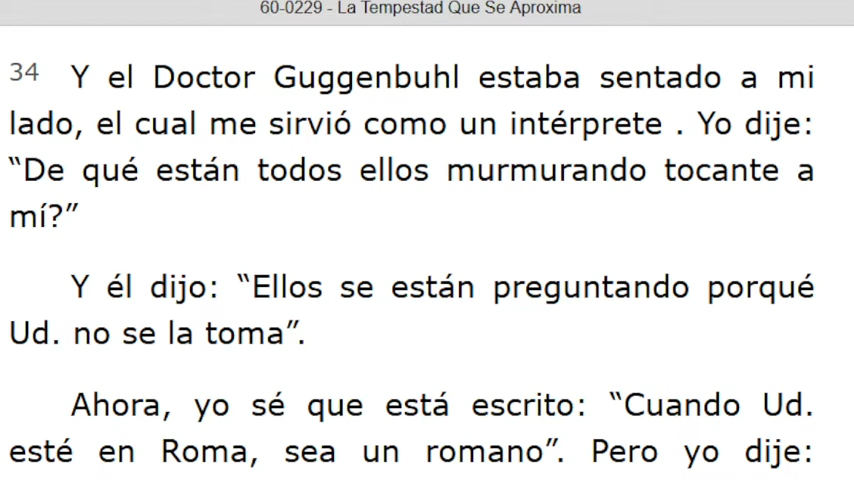 60-0229 - La Tempestad Que Se Aproxima
34 Y el Doctor Guggenbuhl estaba sentado a mi
lado, el cual me sirvió como un intérprete . Yo dije:
“De qué están todos ellos murmurando tocante a
mí?”
Y él dijo: “Ellos se están preguntando porqué
Ud. no se la toma”.
Ahora, yo sé que está escrito: “Cuando Ud.
esté en Roma, sea un romano”. Pero yo dije: